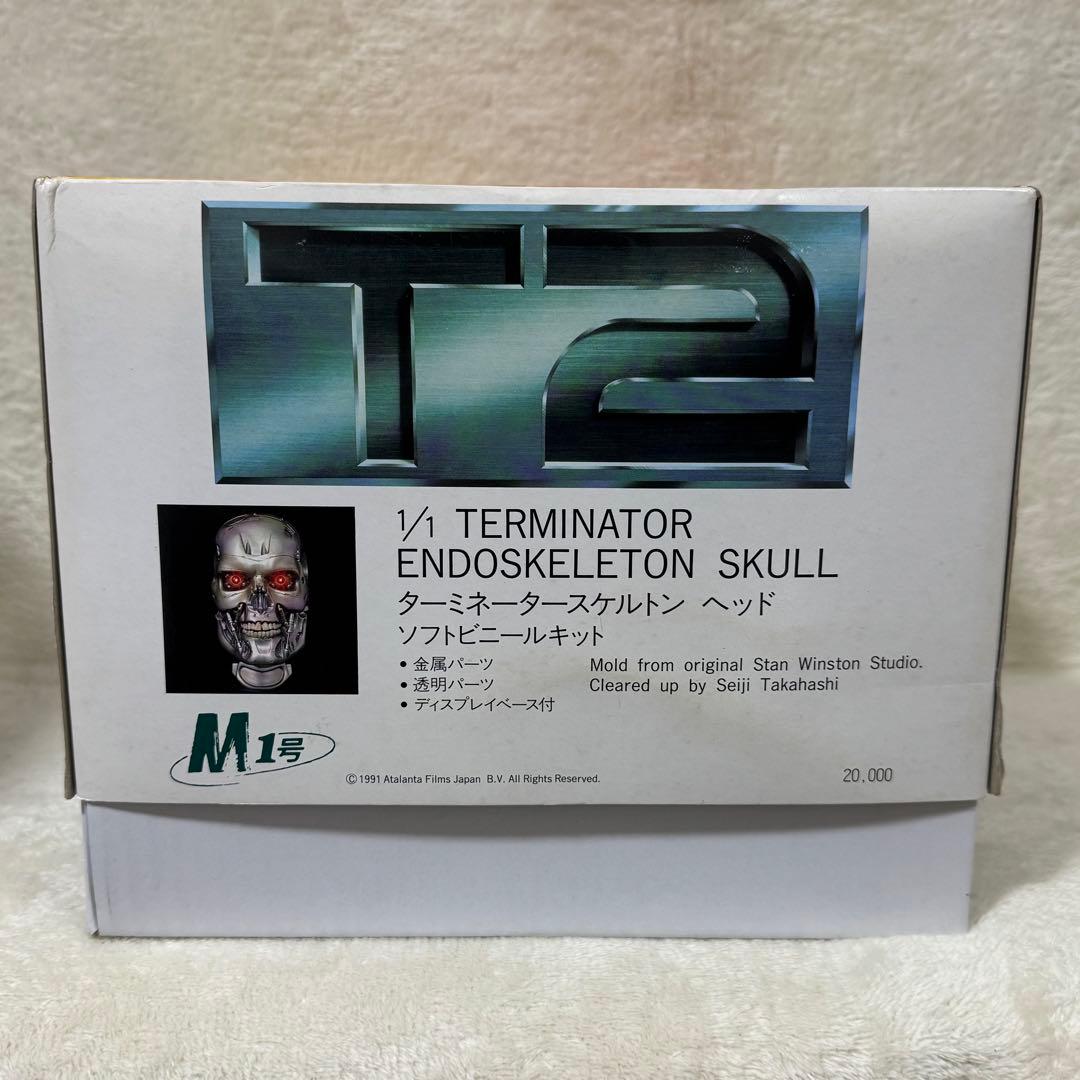 T2
1/1 TERMINATOR
ENDOSKELETON SKULL
ターミネータースケルトン ヘッド
ソフトビニールキット
• 金属パーツ
• 透明パーツ
• ディスプレイベース付
Mold from original Stan Winston Studio.
Cleared up by Seiji Takahashi
M1号
©1991 Atalanta Films Japan B.V. All Rights Reserved.
20,000